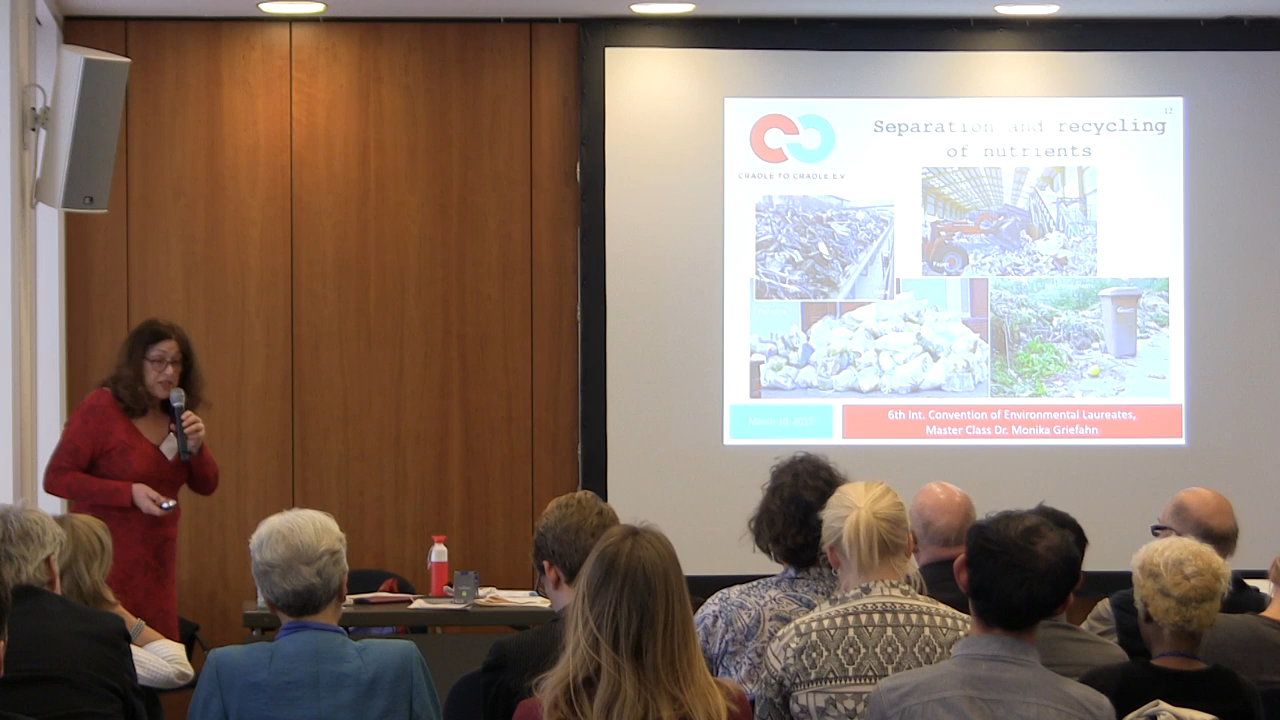 12
Separation and recycling
of nutrients
CRADLE TO CRADLE E.V.
6th Int. Convention of Environmental Laureates,
Master Class Dr. Monika Griefahn